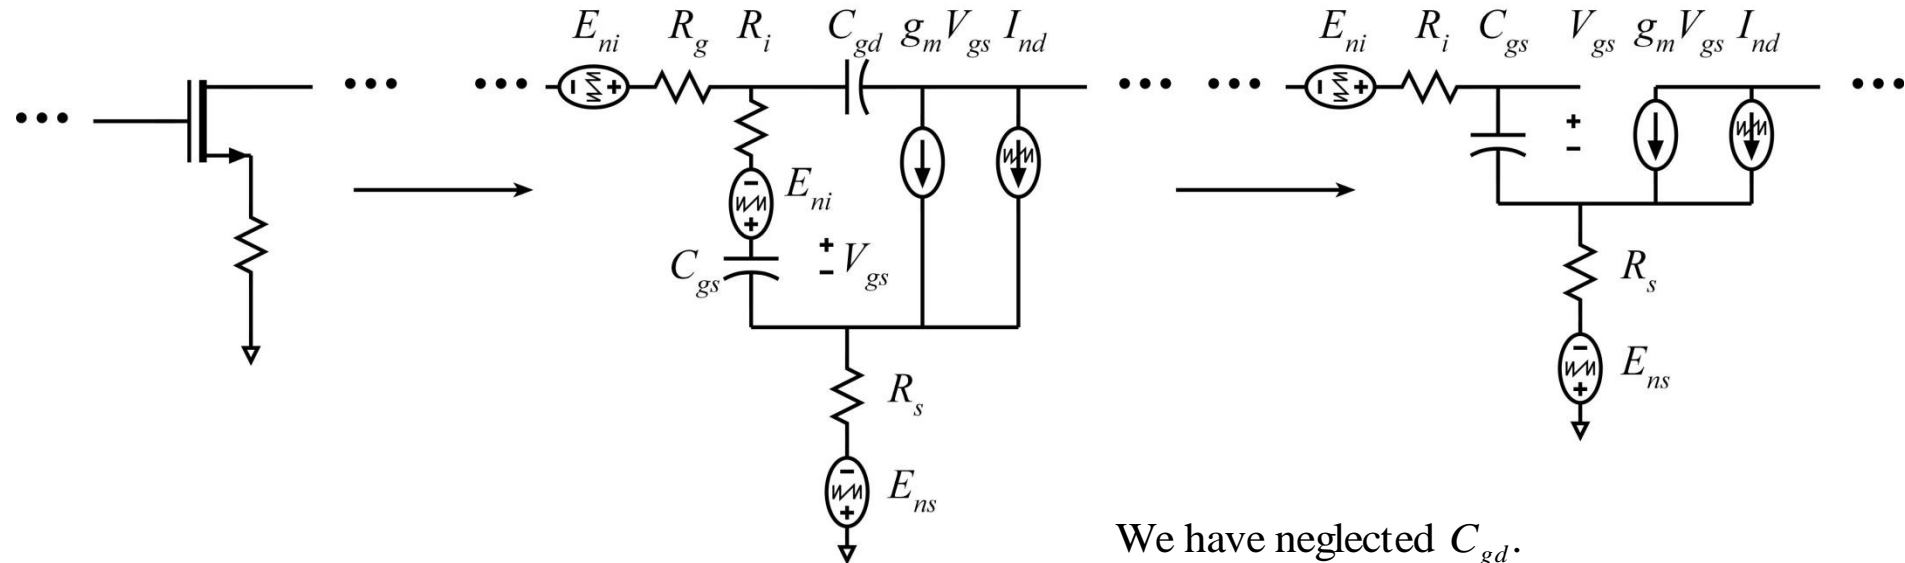 E_ni R_g R_i C_gd g_m V_gs I_nd
E_ni R_i C_gs V_gs g_m V_gs I_nd
E_ni
C_gs
+
-
V_gs
R_s
E_ns
+
-
R_s
E_ns
We have neglected C_gd.